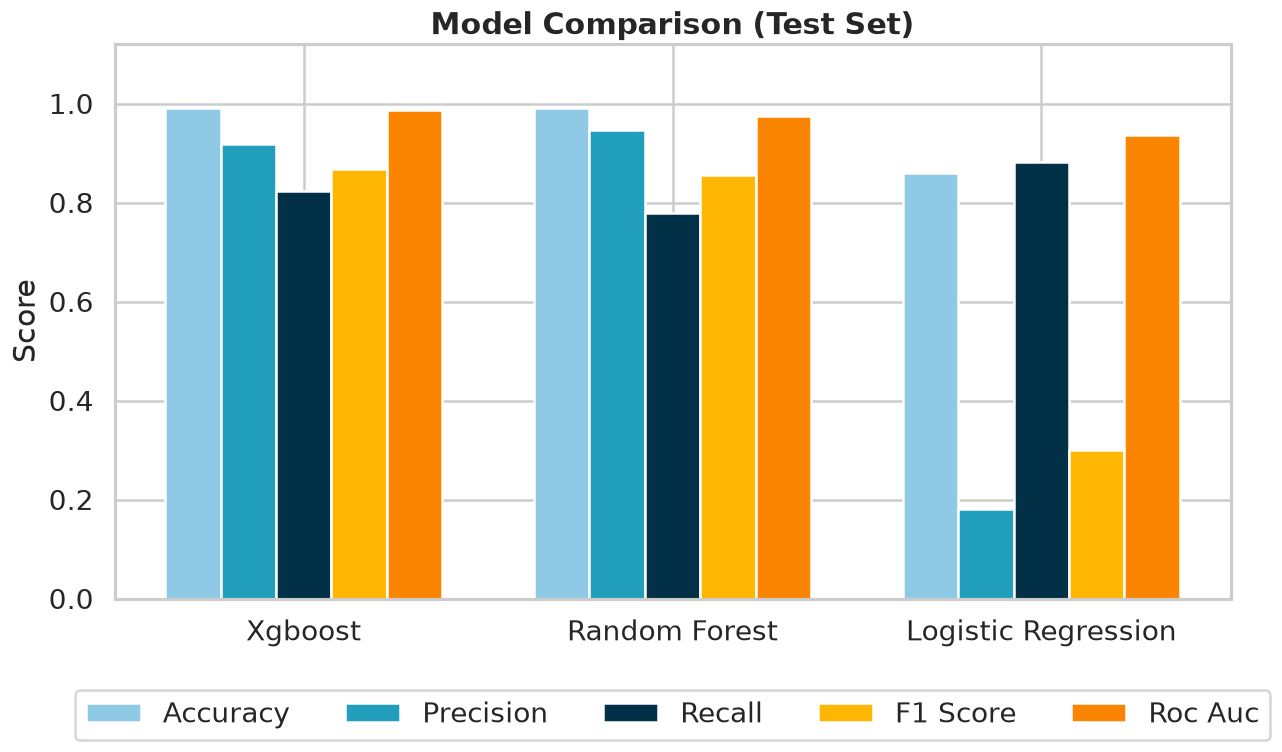 Model Comparison (Test Set)
Score
1.0
0.8
0.6
0.4
0.2
0.0
Xgboost Random Forest Logistic Regression
Accuracy Precision Recall F1 Score Roc Auc